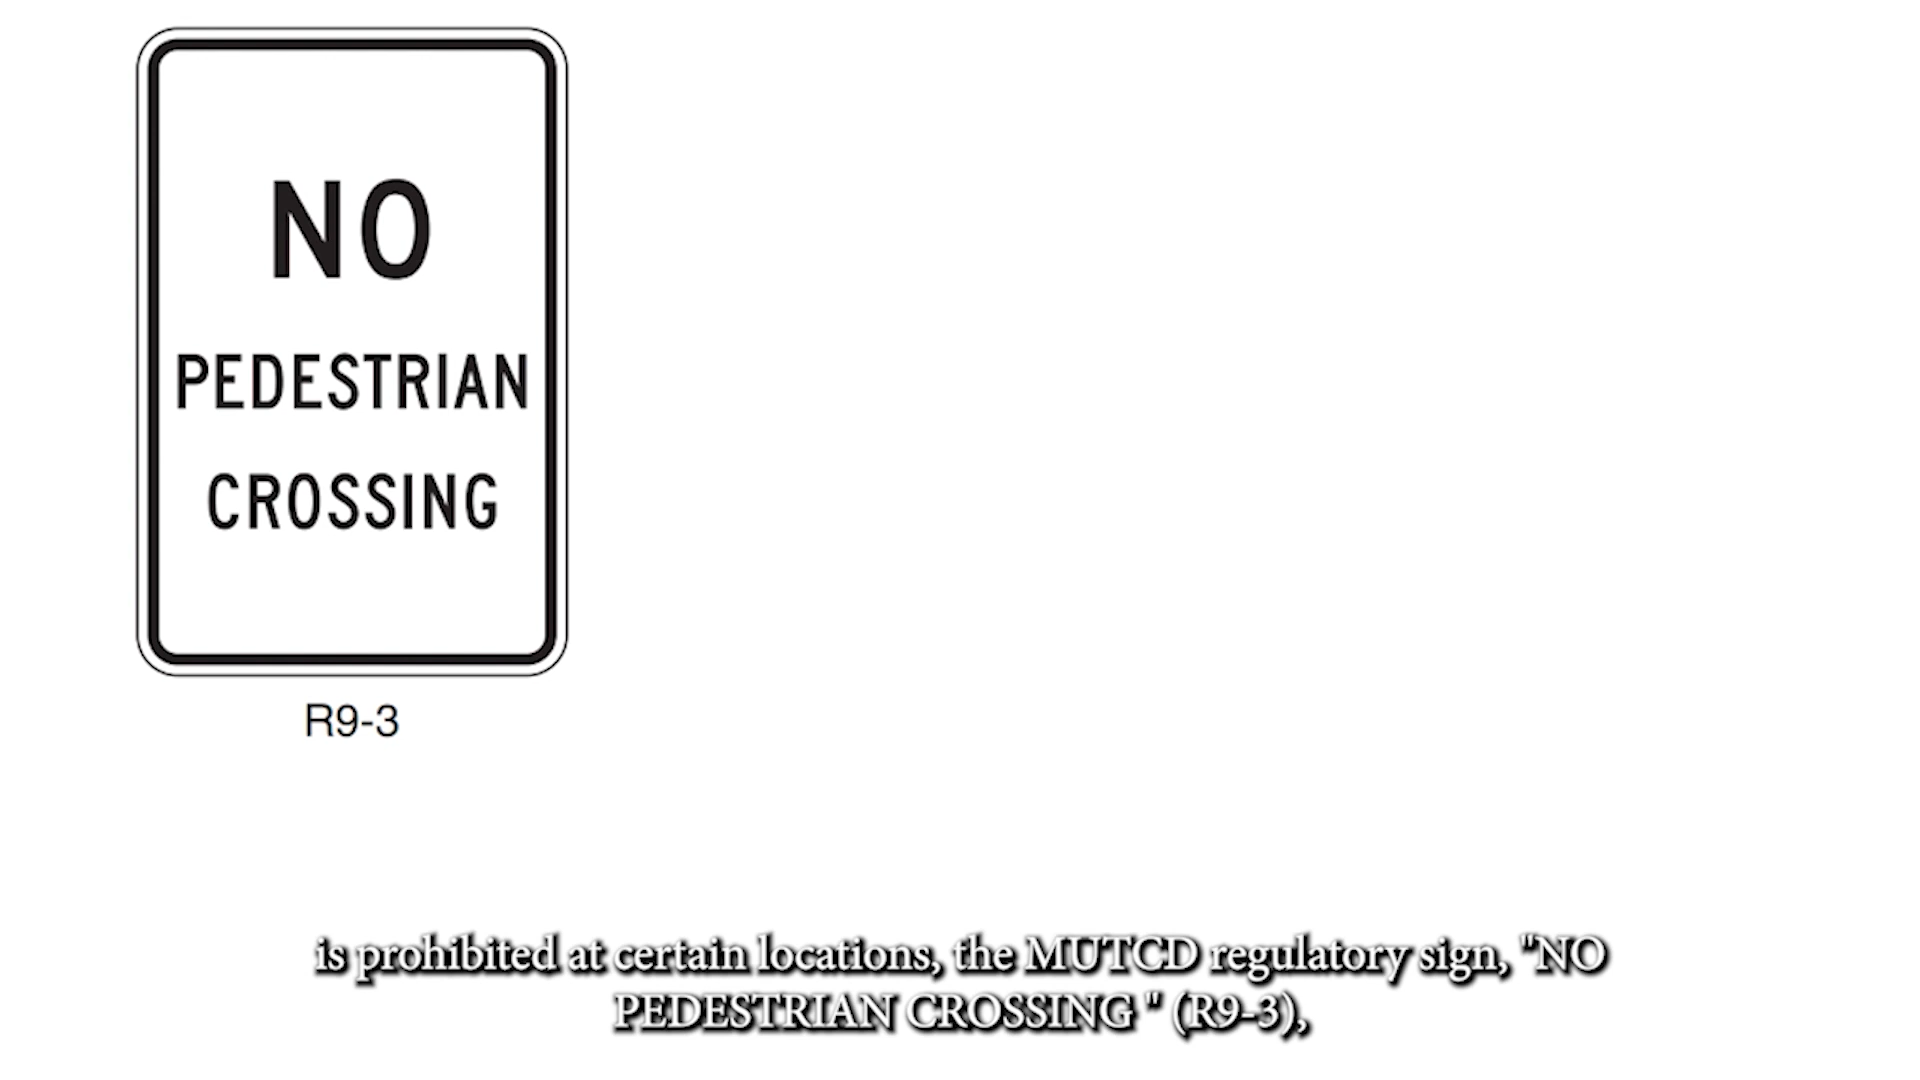 NO
PEDESTRIAN
CROSSING
R9-3
is prohibited at certain locations, the MUTCD regulatory sign, "NO
PEDESTRIAN CROSSING " (R9-3),